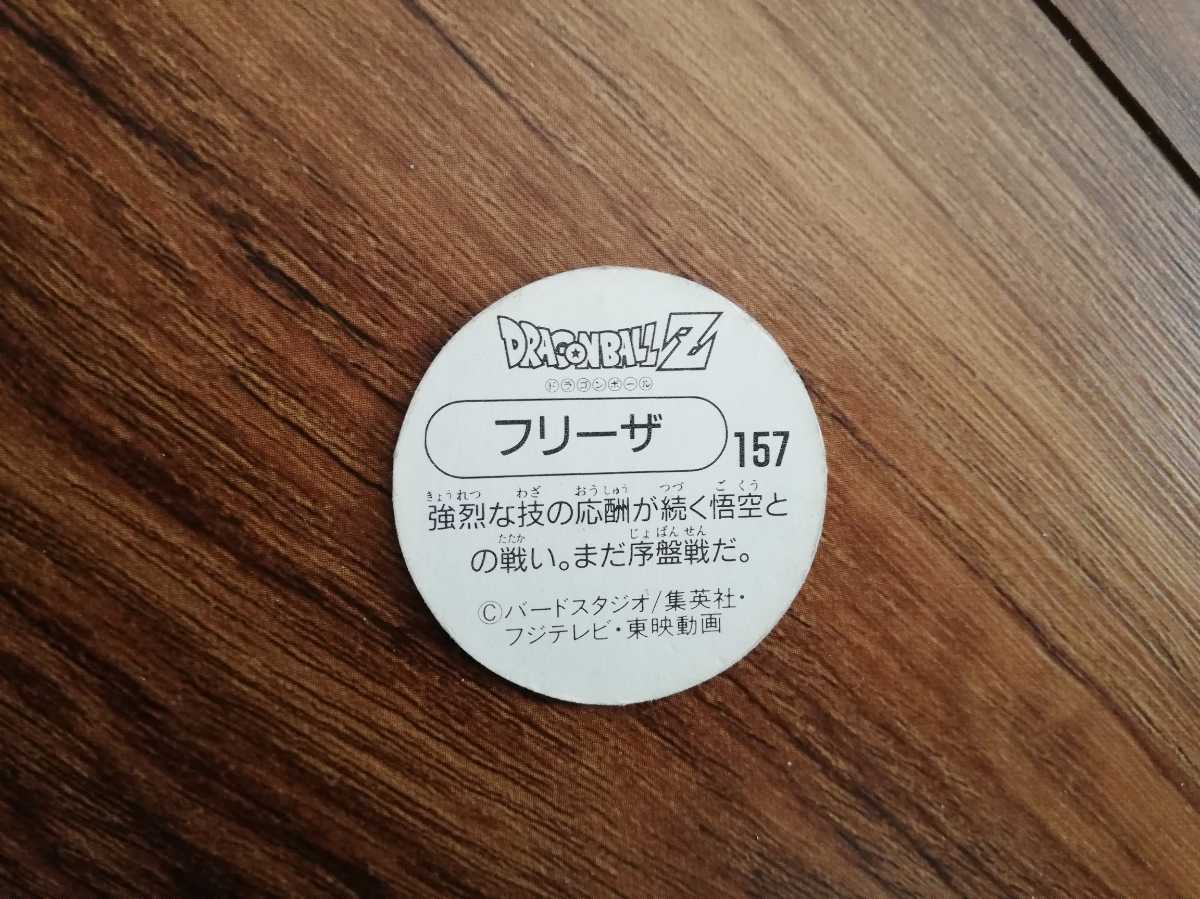 DRAGONBALL Z
ドラゴンボール
フリーザ
157
きょうれつ わざ おうしゅう つづ ごくう
強烈な技の応酬が続く悟空と
たたか じょばんせん
の戦い。まだ序盤戦だ。
©バードスタジオ/集英社・
フジテレビ・東映動画